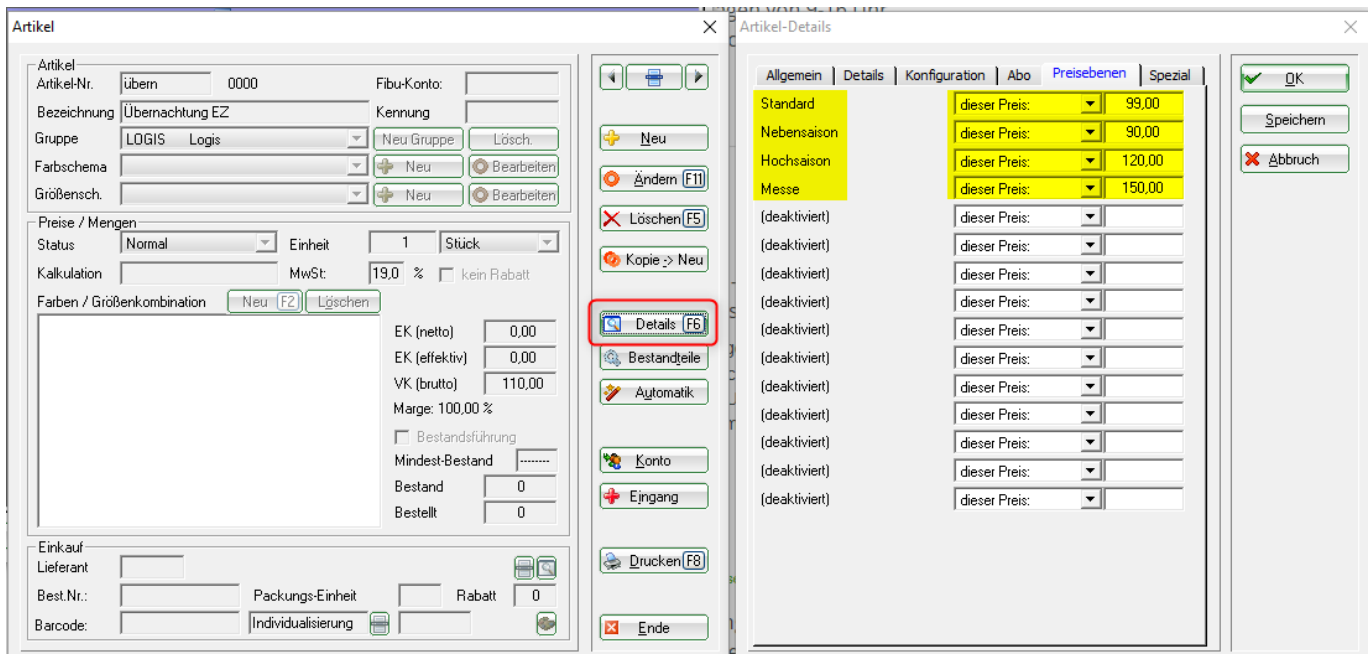 Tagen von 9-16 Uhr
Artikel
Artikel
Artikel-Nr. übern 0000 Fibu-Konto:
Bezeichnung Übernachtung EZ Kennung
Gruppe LOGIS Logis Neu Gruppe Lösch.
Farbschema Neu Bearbeiten
Größensch. Neu Bearbeiten
Preise / Mengen
Status Normal Einheit 1 Stück
Kalkulation MwSt: 19,0 % kein Rabatt
Farben / Größenkombination Neu F2 Löschen
EK (netto) 0,00
EK (effektiv) 0,00
VK (brutto) 110,00
Marge: 100,00 %
Bestandsführung
Mindest-Bestand --------
Bestand 0
Bestellt 0
Einkauf
Lieferant
Best.Nr.: Packungs-Einheit Rabatt 0
Barcode: Individualisierung
Neu
Ändern F11
Löschen F5
Kopie -> Neu
Details F6
Bestandteile
Automatik
Konto
Eingang
Drucken F8
Ende
Artikel-Details
Allgemein Details Konfiguration Abo Preisebenen Spezial
Standard dieser Preis: 99,00
Nebensaison dieser Preis: 90,00
Hochsaison dieser Preis: 120,00
Messe dieser Preis: 150,00
(deaktiviert) dieser Preis:
(deaktiviert) dieser Preis:
(deaktiviert) dieser Preis:
(deaktiviert) dieser Preis:
(deaktiviert) dieser Preis:
(deaktiviert) dieser Preis:
(deaktiviert) dieser Preis:
(deaktiviert) dieser Preis:
(deaktiviert) dieser Preis:
(deaktiviert) dieser Preis:
(deaktiviert) dieser Preis:
OK
Speichern
Abbruch